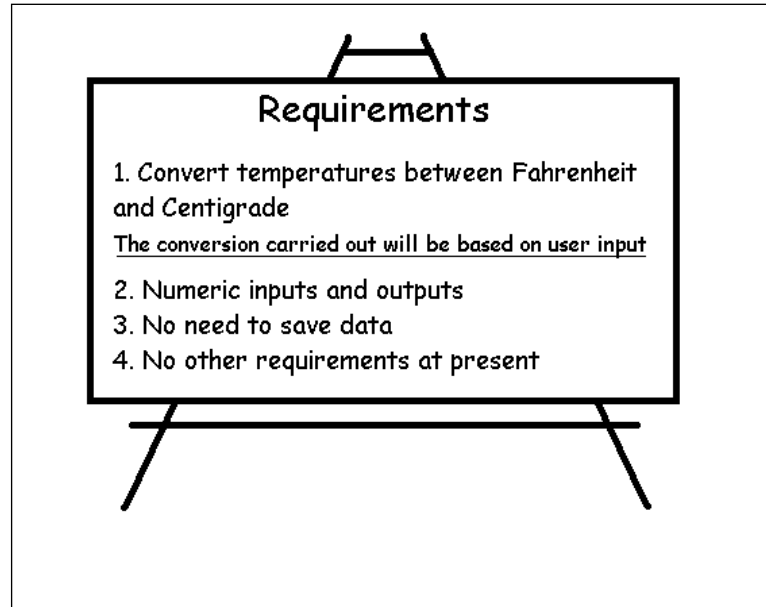 Requirements
1. Convert temperatures between Fahrenheit
and Centigrade
The conversion carried out will be based on user input
2. Numeric inputs and outputs
3. No need to save data
4. No other requirements at present